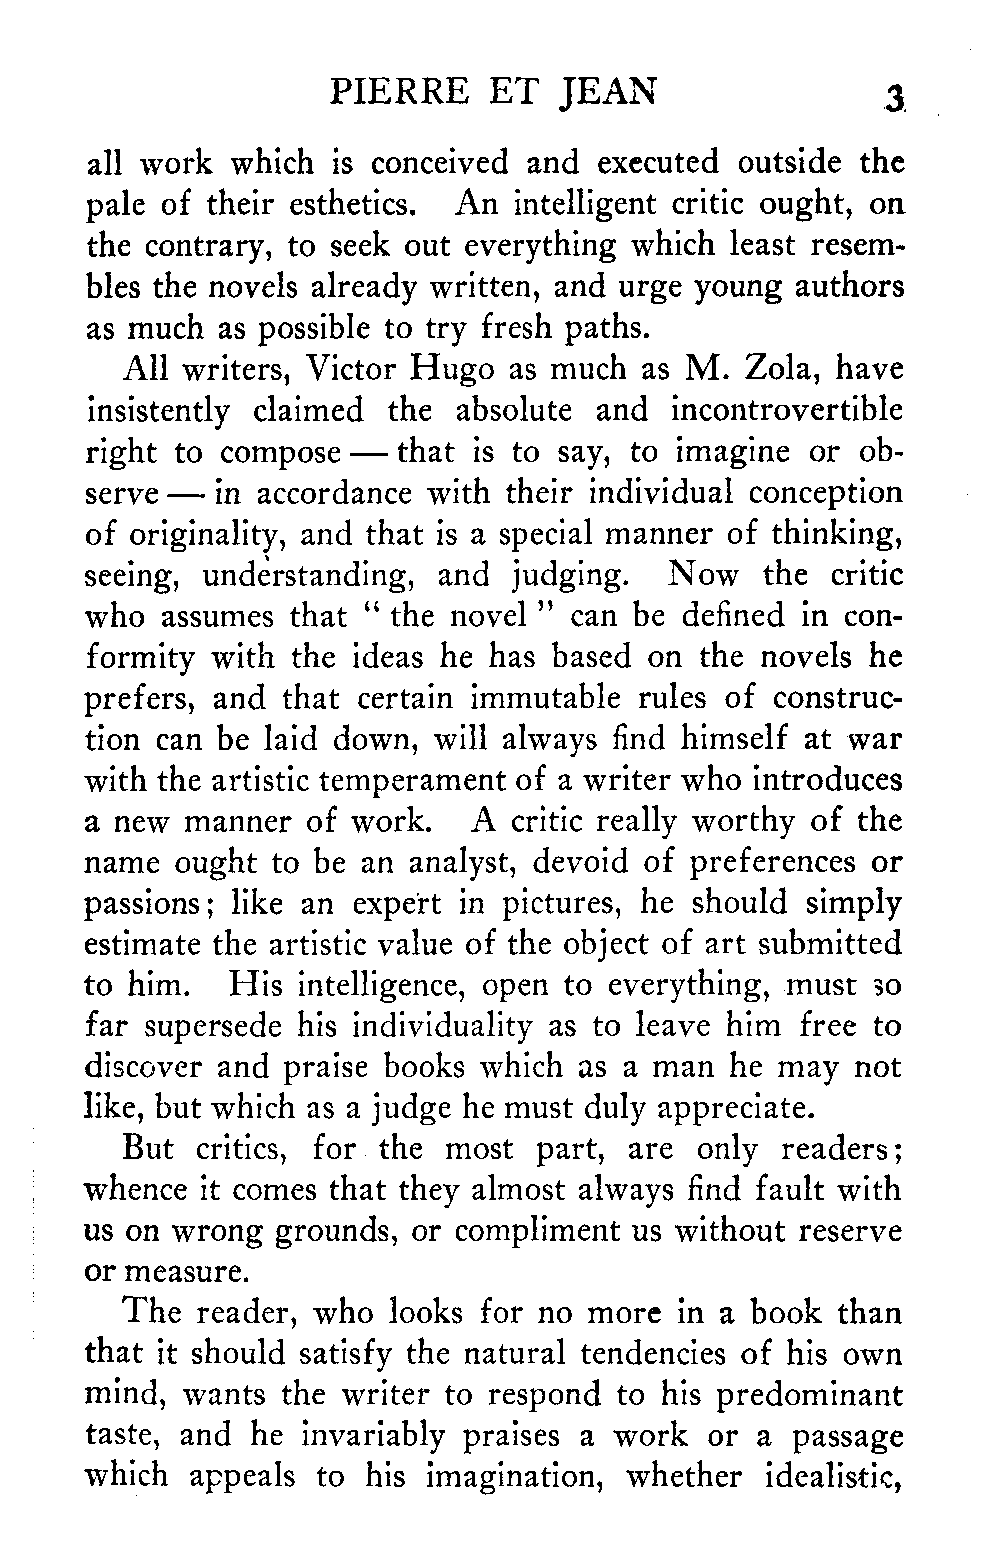 PIERRE ET JEAN 3
all work which is conceived and executed outside the
pale of their esthetics. An intelligent critic ought, on
the contrary, to seek out everything which least resem-
bles the novels already written, and urge young authors
as much as possible to try fresh paths.
All writers, Victor Hugo as much as M. Zola, have
insistently claimed the absolute and incontrovertible
right to compose — that is to say, to imagine or ob-
serve — in accordance with their individual conception
of originality, and that is a special manner of thinking,
seeing, understanding, and judging. Now the critic
who assumes that “ the novel ” can be defined in con-
formity with the ideas he has based on the novels he
prefers, and that certain immutable rules of construc-
tion can be laid down, will always find himself at war
with the artistic temperament of a writer who introduces
a new manner of work. A critic really worthy of the
name ought to be an analyst, devoid of preferences or
passions; like an expert in pictures, he should simply
estimate the artistic value of the object of art submitted
to him. His intelligence, open to everything, must so
far supersede his individuality as to leave him free to
discover and praise books which as a man he may not
like, but which as a judge he must duly appreciate.
But critics, for the most part, are only readers;
whence it comes that they almost always find fault with
us on wrong grounds, or compliment us without reserve
or measure.
The reader, who looks for no more in a book than
that it should satisfy the natural tendencies of his own
mind, wants the writer to respond to his predominant
taste, and he invariably praises a work or a passage
which appeals to his imagination, whether idealistic,